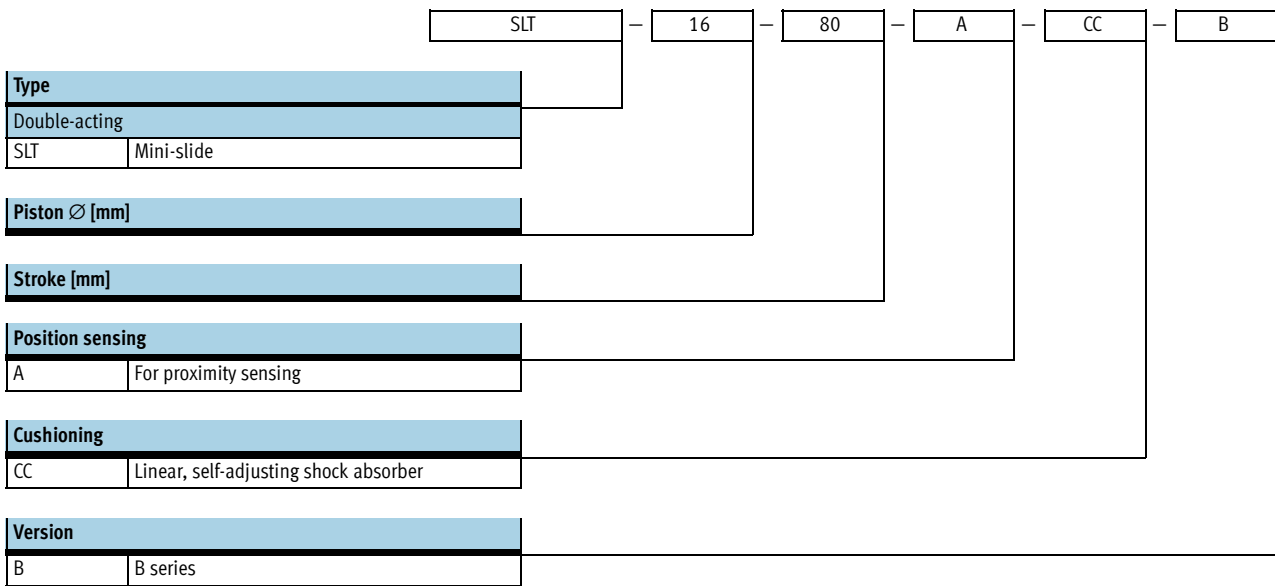 SLT – 16 – 80 – A – CC – B
Type
Double-acting
SLT Mini-slide
Piston ∅ [mm]
Stroke [mm]
Position sensing
A For proximity sensing
Cushioning
CC Linear, self-adjusting shock absorber
Version
B B series